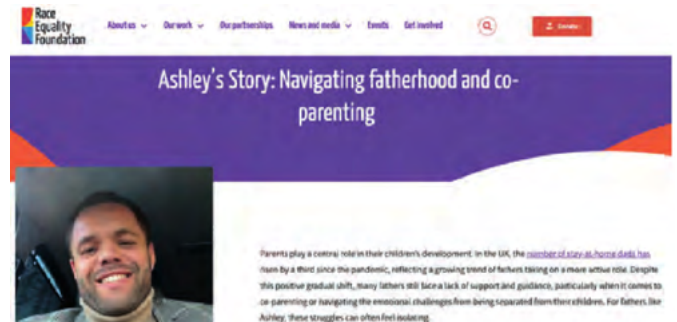 Race
Equality
Foundation
About us
Our work
Our partnerships
News and media
Events
Get involved
Donate
Ashley's Story: Navigating fatherhood and co-
parenting
Parents play a central role in their children's development. In the UK, the number of stay-at-home dads has
risen by a third since the pandemic, reflecting a growing trend of fathers taking on a more active role. Despite
this positive gradual shift, many fathers still face a lack of support and guidance, particularly when it comes to
co-parenting or navigating the emotional challenges from being separated from their children. For fathers like
Ashley, these struggles can often feel isolating.